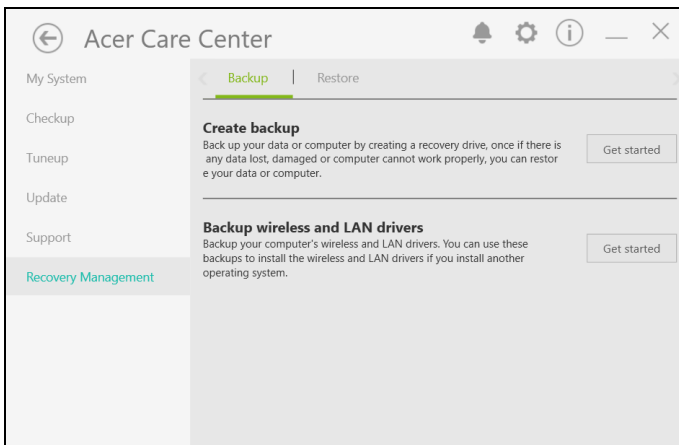 Acer Care Center
My System
Checkup
Tuneup
Update
Support
Recovery Management
Backup
Restore
Create backup
Back up your data or computer by creating a recovery drive, once if there is
any data lost, damaged or computer cannot work properly, you can restor
e your data or computer.
Get started
Backup wireless and LAN drivers
Backup your computer's wireless and LAN drivers. You can use these
backups to install the wireless and LAN drivers if you install another
operating system.
Get started